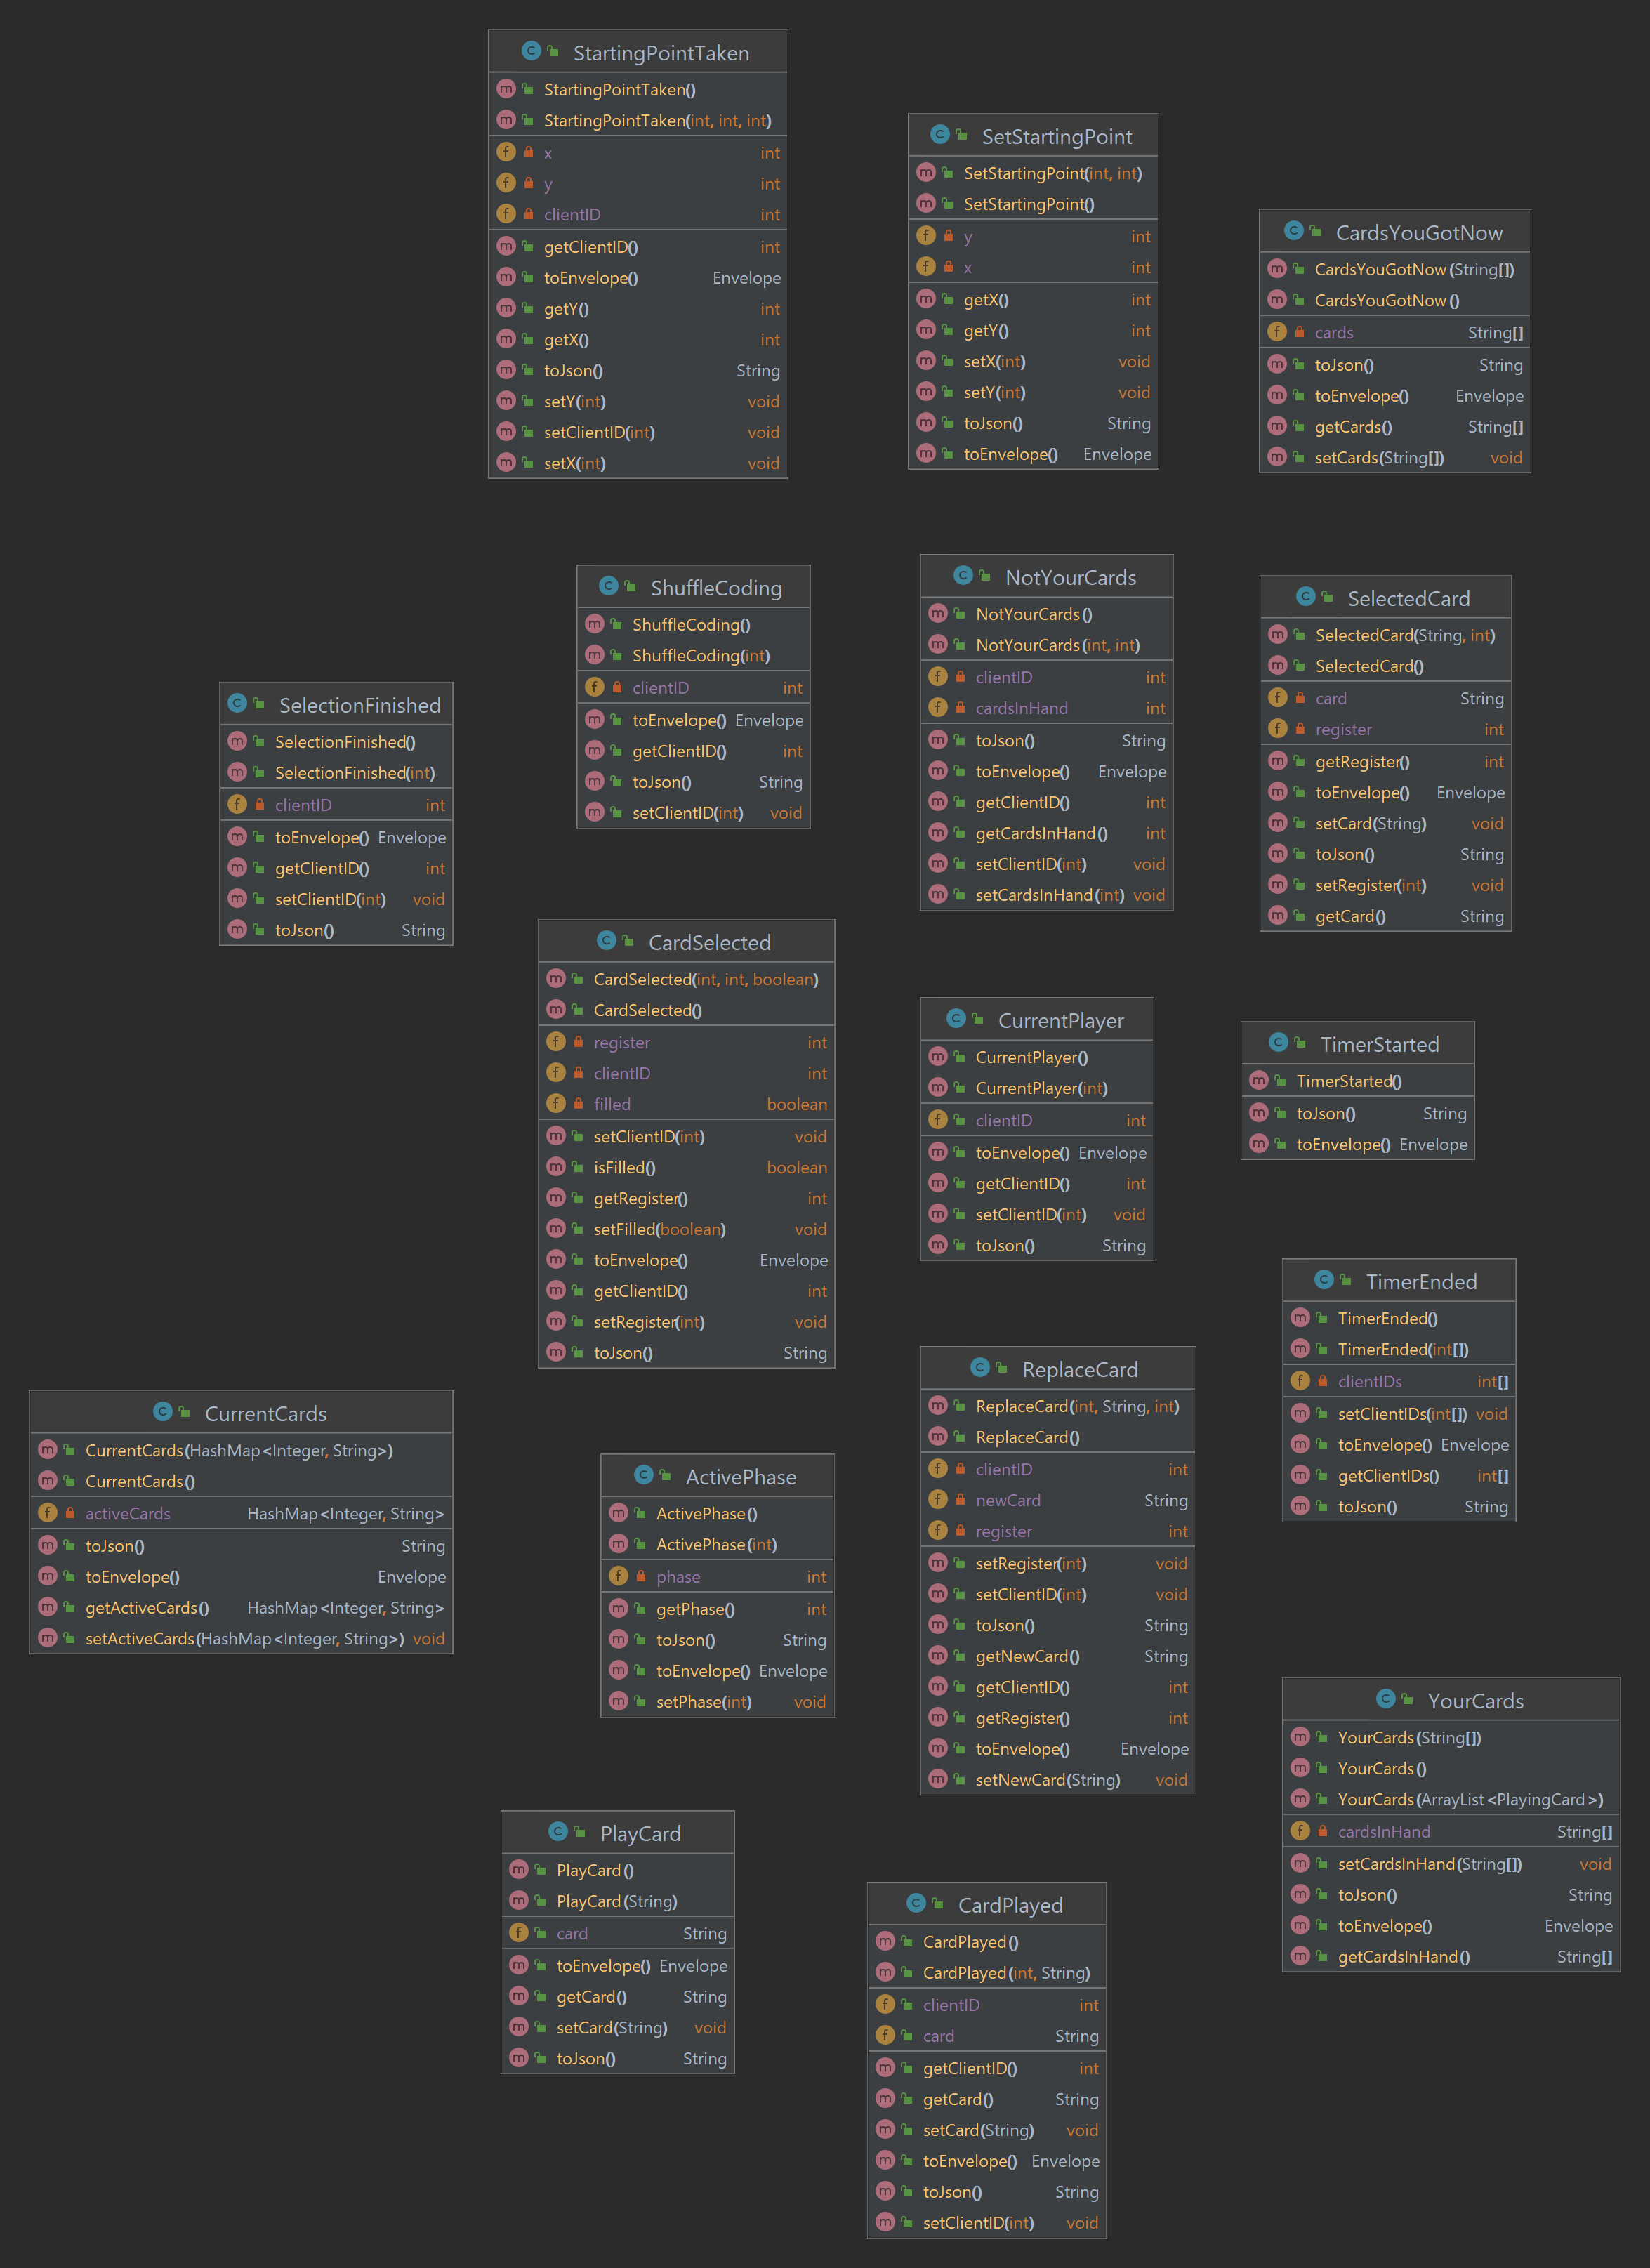 StartingPointTaken
StartingPointTaken()
StartingPointTaken(int, int, int)
x int
y int
clientID int
getClientID() int
toEnvelope() Envelope
getY() int
getX() int
toJson() String
setY(int) void
setClientID(int) void
setX(int) void
SetStartingPoint
SetStartingPoint(int, int)
SetStartingPoint()
y int
x int
getX() int
getY() int
setX(int) void
setY(int) void
toJson() String
toEnvelope() Envelope
CardsYouGotNow
CardsYouGotNow(String[])
CardsYouGotNow()
cards String[]
toJson() String
toEnvelope() Envelope
getCards() String[]
setCards(String[]) void
ShuffleCoding
ShuffleCoding()
ShuffleCoding(int)
clientID int
toEnvelope() Envelope
getClientID() int
toJson() String
setClientID(int) void
NotYourCards
NotYourCards()
NotYourCards(int, int)
clientID int
cardsInHand int
toJson() String
toEnvelope() Envelope
getClientID() int
getCardsInHand() int
setClientID(int) void
setCardsInHand(int) void
SelectedCard
SelectedCard(String, int)
SelectedCard()
card String
register int
getRegister() int
toEnvelope() Envelope
setCard(String) void
toJson() String
setRegister(int) void
getCard() String
SelectionFinished
SelectionFinished()
SelectionFinished(int)
clientID int
toEnvelope() Envelope
getClientID() int
setClientID(int) void
toJson() String
CardSelected
CardSelected(int, int, boolean)
CardSelected()
register int
clientID int
filled boolean
setClientID(int) void
isFilled() boolean
getRegister() int
setFilled(boolean) void
toEnvelope() Envelope
getClientID() int
setRegister(int) void
toJson() String
CurrentPlayer
CurrentPlayer()
CurrentPlayer(int)
clientID int
toEnvelope() Envelope
getClientID() int
setClientID(int) void
toJson() String
TimerStarted
TimerStarted()
toJson() String
toEnvelope() Envelope
TimerEnded
TimerEnded()
TimerEnded(int[])
clientIDs int[]
setClientIDs(int[]) void
toEnvelope() Envelope
getClientIDs() int[]
toJson() String
CurrentCards
CurrentCards(HashMap<Integer, String>)
CurrentCards()
activeCards HashMap<Integer, String>
toJson() String
toEnvelope() Envelope
getActiveCards() HashMap<Integer, String>
setActiveCards(HashMap<Integer, String>) void
ActivePhase
ActivePhase()
ActivePhase(int)
phase int
getPhase() int
toJson() String
toEnvelope() Envelope
setPhase(int) void
ReplaceCard
ReplaceCard(int, String, int)
ReplaceCard()
clientID int
newCard String
register int
setRegister(int) void
setClientID(int) void
toJson() String
getNewCard() String
getClientID() int
getRegister() int
toEnvelope() Envelope
setNewCard(String) void
YourCards
YourCards(String[])
YourCards()
YourCards(ArrayList<PlayingCard>)
cardsInHand String[]
setCardsInHand(String[]) void
toJson() String
toEnvelope() Envelope
getCardsInHand() String[]
PlayCard
PlayCard()
PlayCard(String)
card String
toEnvelope() Envelope
getCard() String
setCard(String) void
toJson() String
CardPlayed
CardPlayed()
CardPlayed(int, String)
clientID int
card String
getClientID() int
getCard() String
setCard(String) void
toEnvelope() Envelope
toJson() String
setClientID(int) void